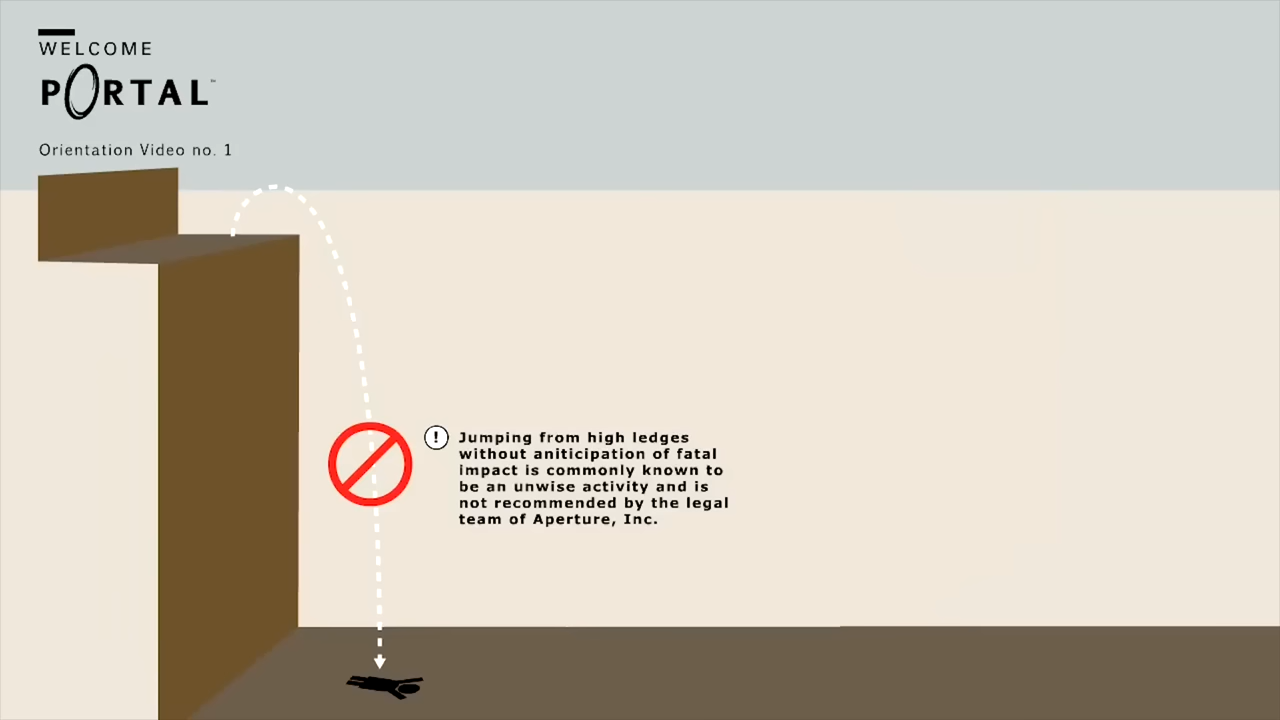 WELCOME
PORTAL™
Orientation Video no. 1
!
Jumping from high ledges
without aniticipation of fatal
impact is commonly known to
be an unwise activity and is
not recommended by the legal
team of Aperture, Inc.